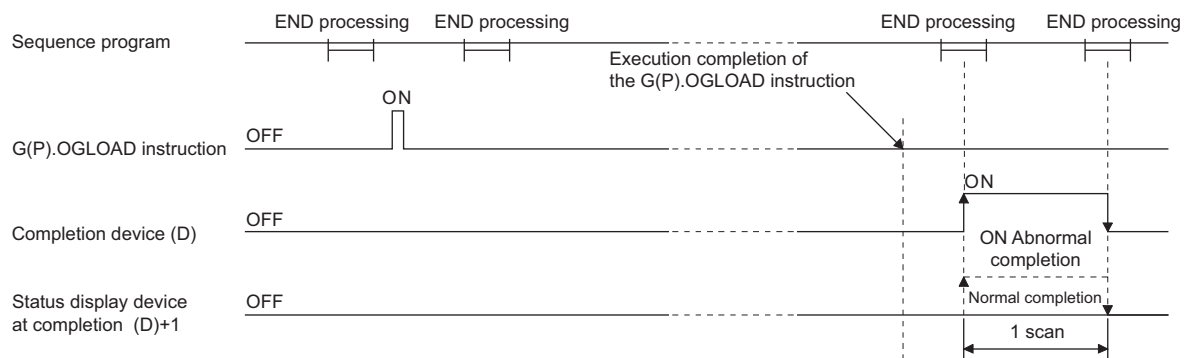 END processing
END processing
END processing
END processing
Sequence program
Execution completion of
the G(P).OGLOAD instruction
ON
OFF
G(P).OGLOAD instruction
ON
OFF
Completion device (D)
ON Abnormal
completion
OFF
Status display device
at completion (D)+1
Normal completion
1 scan